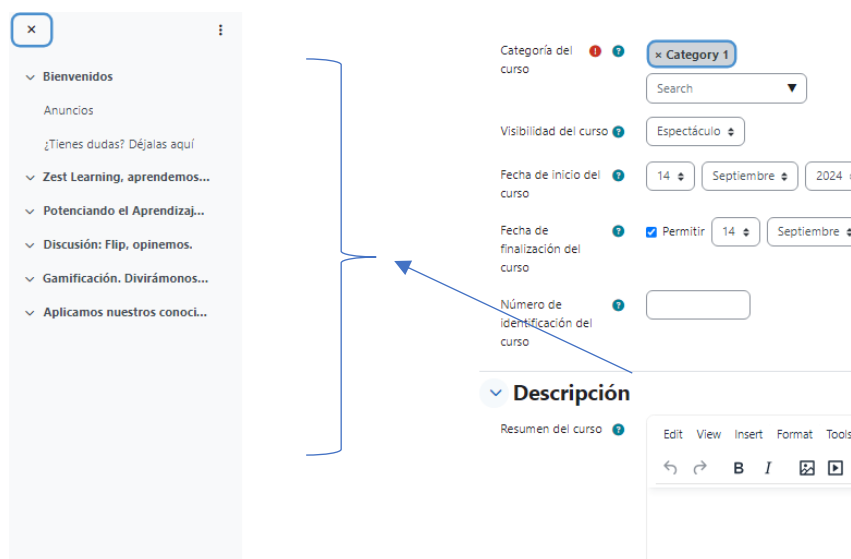 Bienvenidos
Anuncios
¿Tienes dudas? Déjalas aquí
Zest Learning, aprendemos...
Potenciando el Aprendizaj...
Discusión: Flip, opinemos.
Gamificación. Divirámonos...
Aplicamos nuestros conoci...
Categoría del
curso
× Category 1
Search
Visibilidad del curso
Espectáculo
Fecha de inicio del
curso
14 Septiembre 2024
Fecha de
finalización del
curso
Permitir 14 Septiembre
Número de
identificación del
curso
Descripción
Resumen del curso
Edit View Insert Format Tools
B I